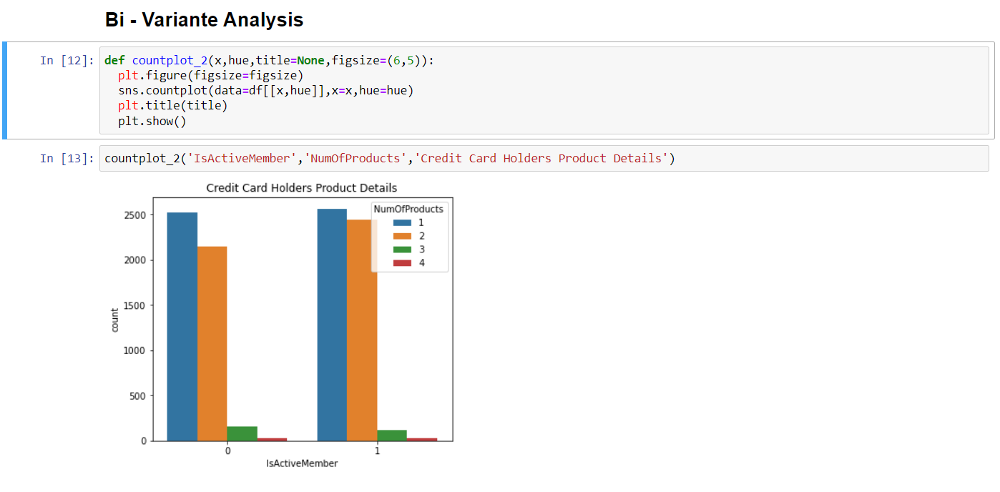 Bi - Variante Analysis
In [12]: def countplot_2(x,hue,title=None,figsize=(6,5)):
plt.figure(figsize=figsize)
sns.countplot(data=df[[x,hue]],x=x,hue=hue)
plt.title(title)
plt.show()
In [13]: countplot_2('IsActiveMember','NumOfProducts','Credit Card Holders Product Details')
Credit Card Holders Product Details
NumOfProducts
1
2
3
4
2500
2000
1500
1000
500
0
count
0 1
IsActiveMember